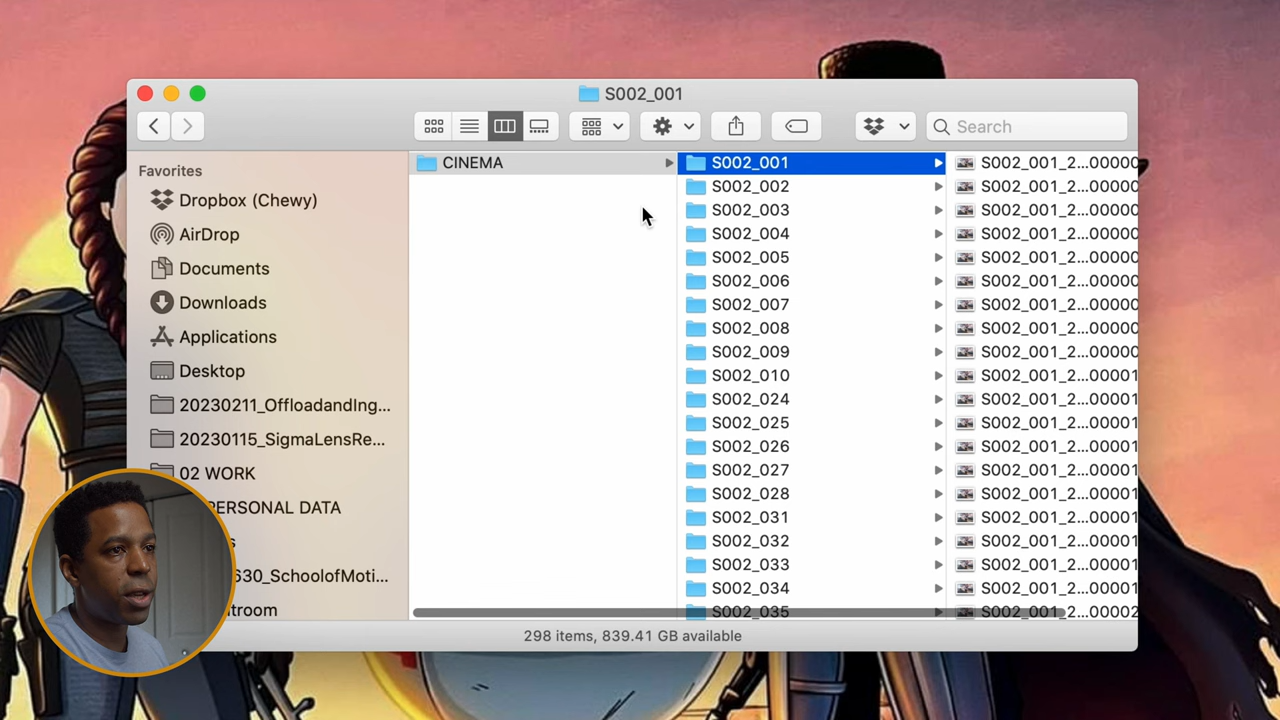 S002_001
Search
Favorites
Dropbox (Chewy)
AirDrop
Documents
Downloads
Applications
Desktop
20230211_OffloadandIng...
20230115_SigmaLensRe...
02 WORK
PERSONAL DATA
630_SchoolofMoti...
troom
CINEMA
S002_001
S002_002
S002_003
S002_004
S002_005
S002_006
S002_007
S002_008
S002_009
S002_010
S002_024
S002_025
S002_026
S002_027
S002_028
S002_031
S002_032
S002_033
S002_034
S002_035
S002_001_2...00000
S002_001_2...00000
S002_001_2...00000
S002_001_2...00000
S002_001_2...00000
S002_001_2...00000
S002_001_2...00000
S002_001_2...00000
S002_001_2...00000
S002_001_2...00001
S002_001_2...00001
S002_001_2...00001
S002_001_2...00001
S002_001_2...00001
S002_001_2...00001
S002_001_2...00001
S002_001_2...00001
S002_001_2...00001
S002_001_2...00001
S002_001_2...00002
298 items, 839.41 GB available